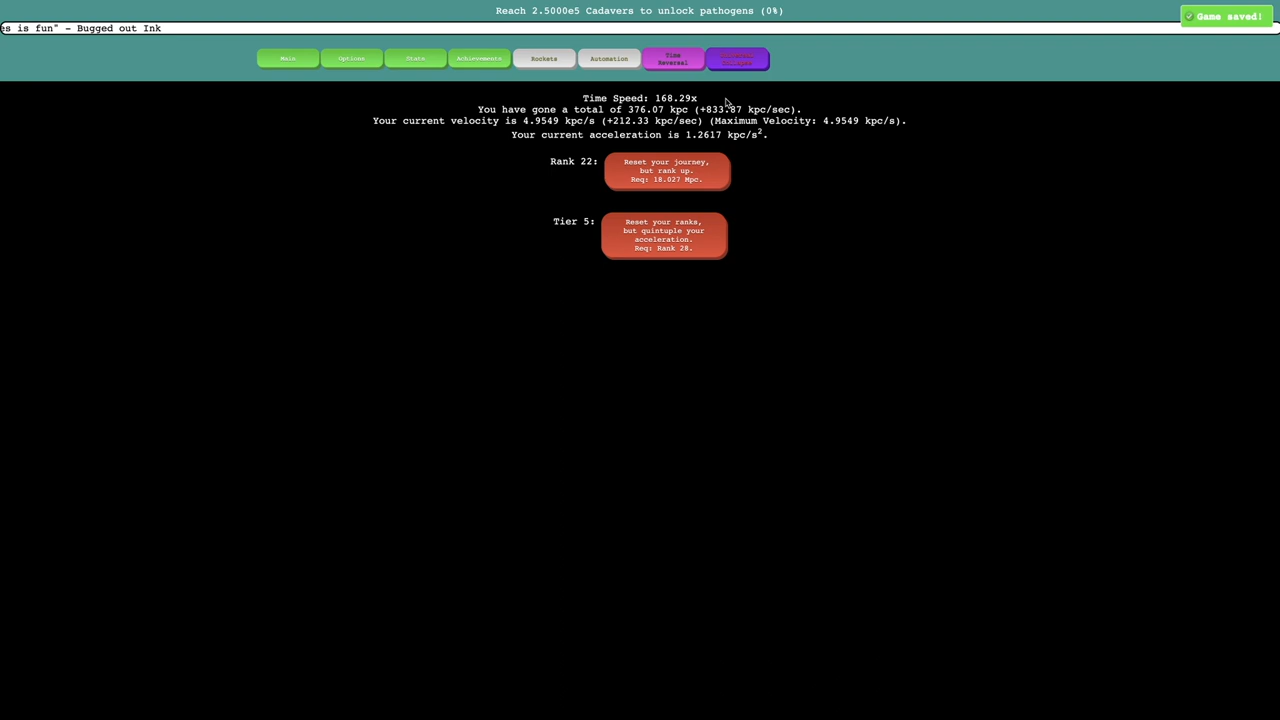 Reach 2.5000e5 Cadavers to unlock pathogens (0%)
Game saved!
es is fun" - Bugged out Ink
Main
Options
Stats
Achievements
Rockets
Automation
Time
Reversal
Universal
Collapse
Time Speed: 168.29x
You have gone a total of 376.07 kpc (+833.87 kpc/sec).
Your current velocity is 4.9549 kpc/s (+212.33 kpc/sec) (Maximum Velocity: 4.9549 kpc/s).
Your current acceleration is 1.2617 kpc/s².
Rank 22:
Reset your journey,
but rank up.
Req: 18.027 Mpc.
Tier 5:
Reset your ranks,
but quintuple your
acceleration.
Req: Rank 28.